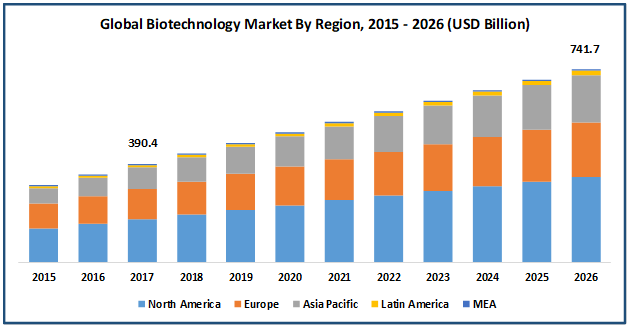 Global Biotechnology Market By Region, 2015 - 2026 (USD Billion)
741.7
390.4
2015 2016 2017 2018 2019 2020 2021 2022 2023 2024 2025 2026
North America Europe Asia Pacific Latin America MEA